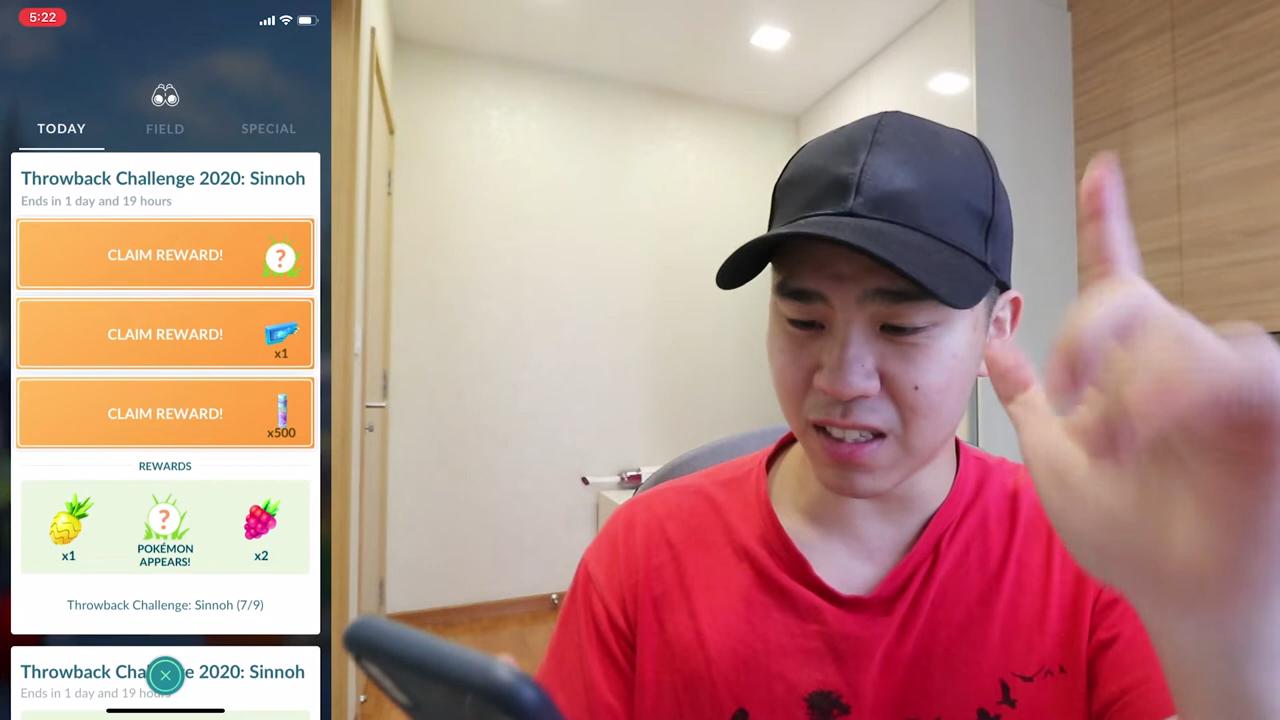 5:22
TODAY
FIELD
SPECIAL
Throwback Challenge 2020: Sinnoh
Ends in 1 day and 19 hours
CLAIM REWARD!
?
CLAIM REWARD!
x1
CLAIM REWARD!
x500
REWARDS
?
x1
POKÉMON
APPEARS!
x2
Throwback Challenge: Sinnoh (7/9)
Throwback Cha e 2020: Sinnoh
Ends in 1 day and 19 ho